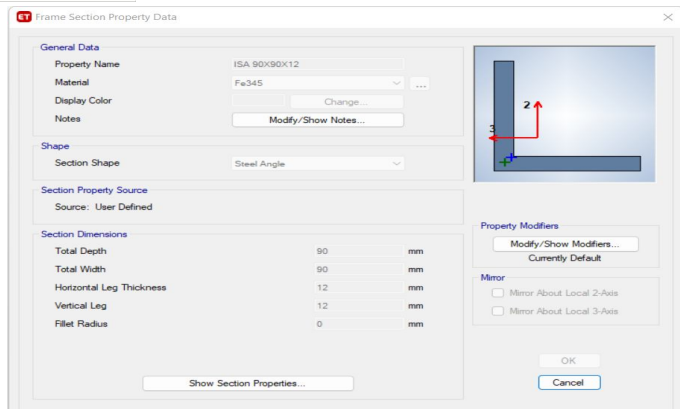 ET Frame Section Property Data
General Data
Property Name ISA 90X90X12
Material Fe345 ...
Display Color Change...
Notes Modify/Show Notes...
Shape
Section Shape Steel Angle
Section Property Source
Source: User Defined
Section Dimensions
Total Depth 90 mm
Total Width 90 mm
Horizontal Leg Thickness 12 mm
Vertical Leg 12 mm
Fillet Radius 0 mm
Show Section Properties...
2
3
Property Modifiers
Modify/Show Modifiers...
Currently Default
Mirror
Mirror About Local 2-Axis
Mirror About Local 3-Axis
OK
Cancel